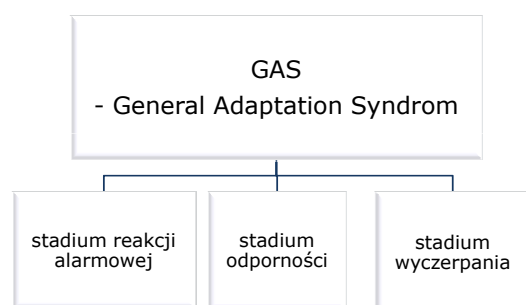 GAS
- General Adaptation Syndrom
stadium reakcji
alarmowej
stadium
odporności
stadium
wyczerpania